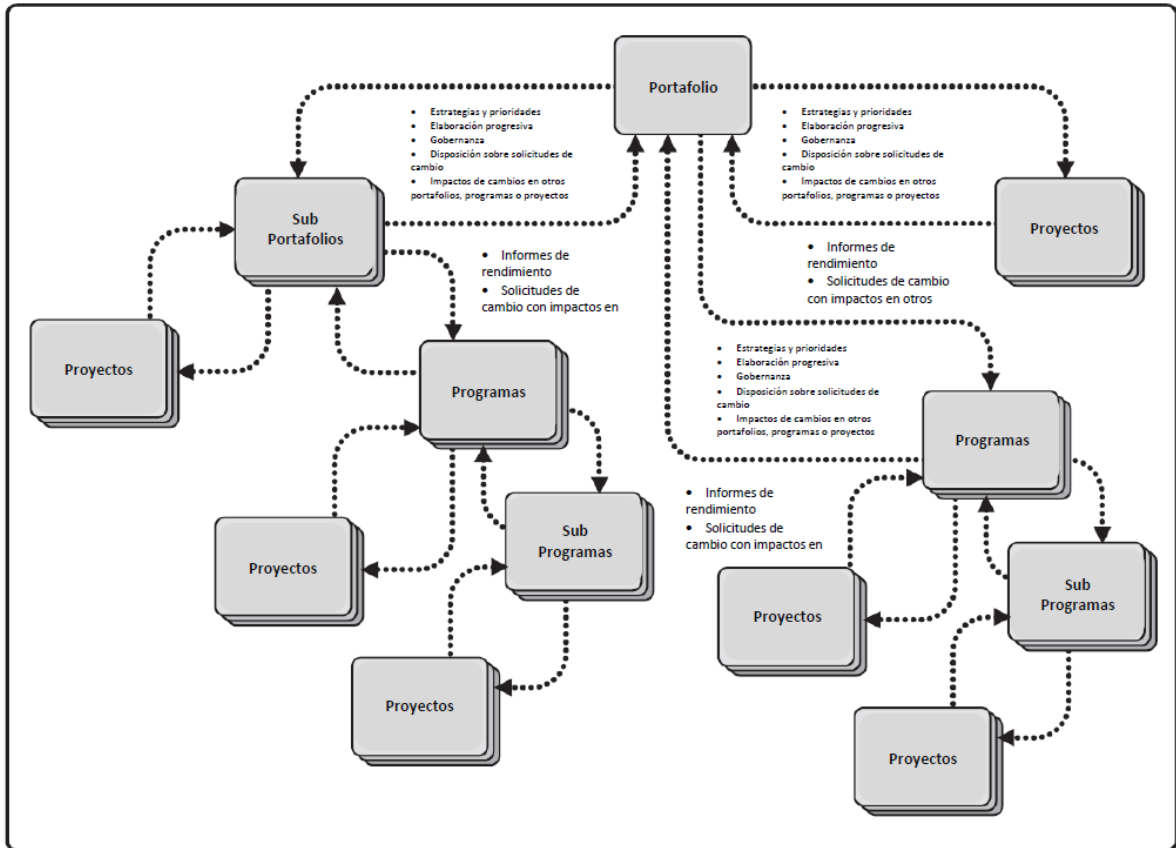 Portafolio
• Estrategias y prioridades
• Elaboración progresiva
• Gobernanza
• Disposición sobre solicitudes de
cambio
• Impactos de cambios en otros
portafolios, programas o proyectos
• Estrategias y prioridades
• Elaboración progresiva
• Gobernanza
• Disposición sobre solicitudes de
cambio
• Impactos de cambios en otros
portafolios, programas o proyectos
Sub
Portafolios
Proyectos
• Informes de
rendimiento
• Solicitudes de
cambio con impactos en
• Informes de
rendimiento
• Solicitudes de cambio
con impactos en otros
Proyectos
Programas
• Estrategias y prioridades
• Elaboración progresiva
• Gobernanza
• Disposición sobre solicitudes de
cambio
• Impactos de cambios en otros
portafolios, programas o proyectos
Programas
• Informes de
rendimiento
• Solicitudes de
cambio con impactos en
Proyectos
Sub
Programas
Proyectos
Sub
Programas
Proyectos
Proyectos